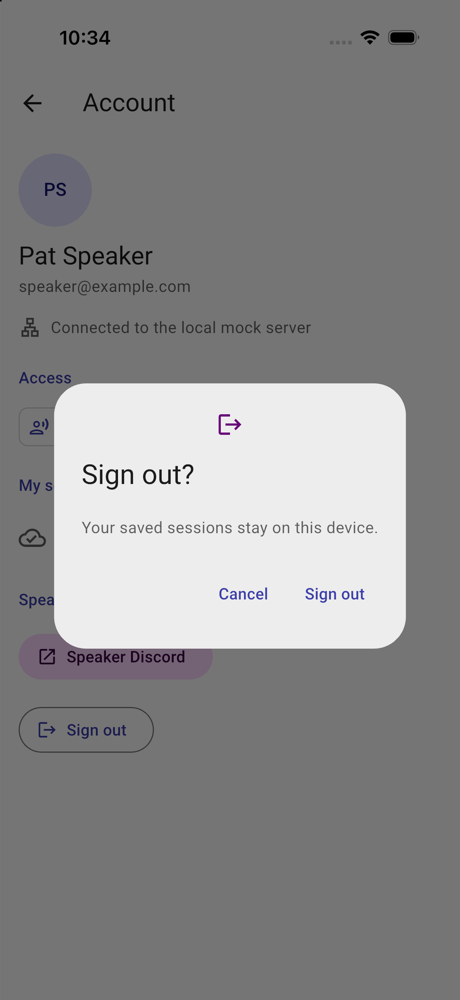 10:34
Account
PS
Pat Speaker
speaker@example.com
Connected to the local mock server
Access
My s
Sign out?
Your saved sessions stay on this device.
Cancel Sign out
Spea
Speaker Discord
Sign out